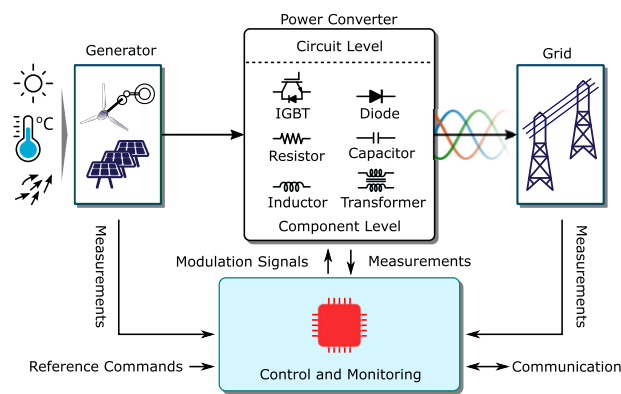 Power Converter
Generator
Circuit Level
Grid
°C
IGBT
Diode
Resistor
Capacitor
Inductor
Transformer
Component Level
Measurements
Modulation Signals
Measurements
Measurements
Reference Commands
Control and Monitoring
Communication